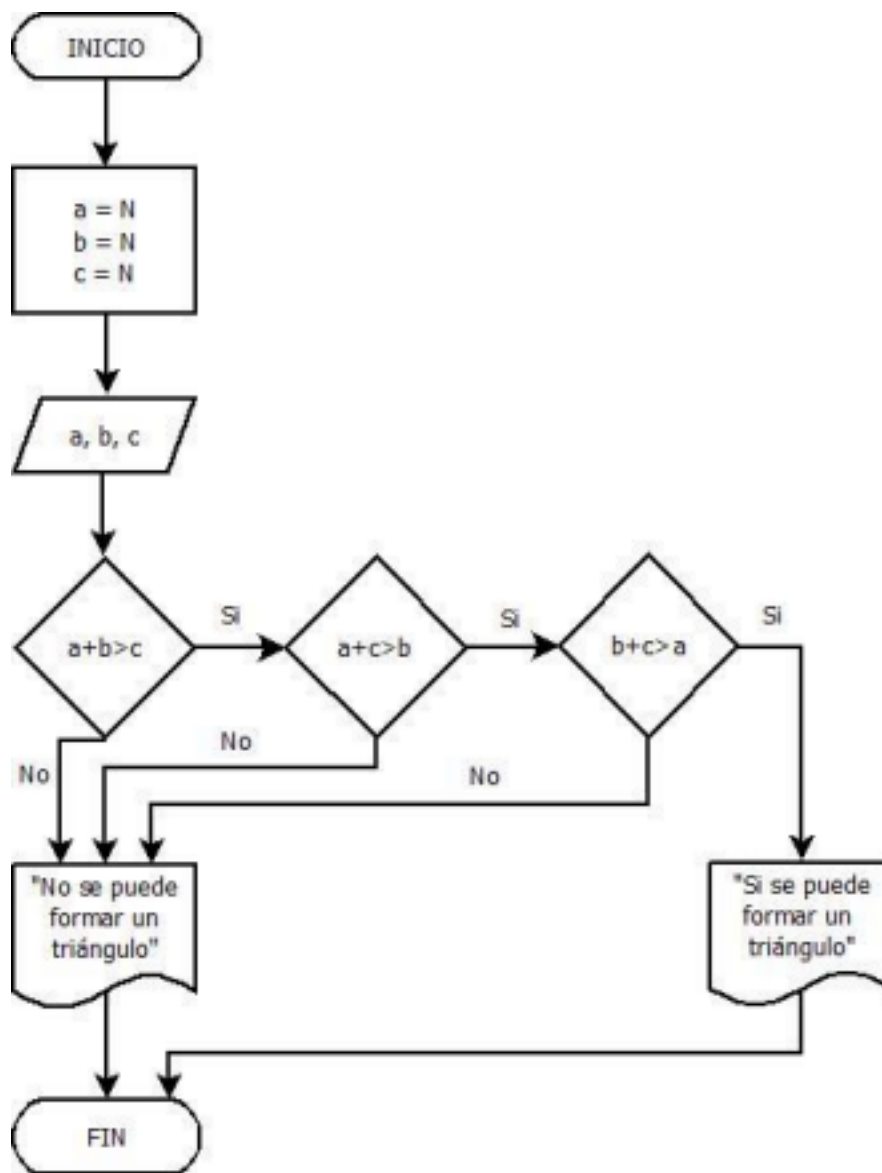 INICIO
a = N
b = N
c = N
a, b, c
a+b>c
Si
a+c>b
Si
b+c>a
Si
No
No
No
"No se puede
formar un
triángulo"
"Si se puede
formar un
triángulo"
FIN